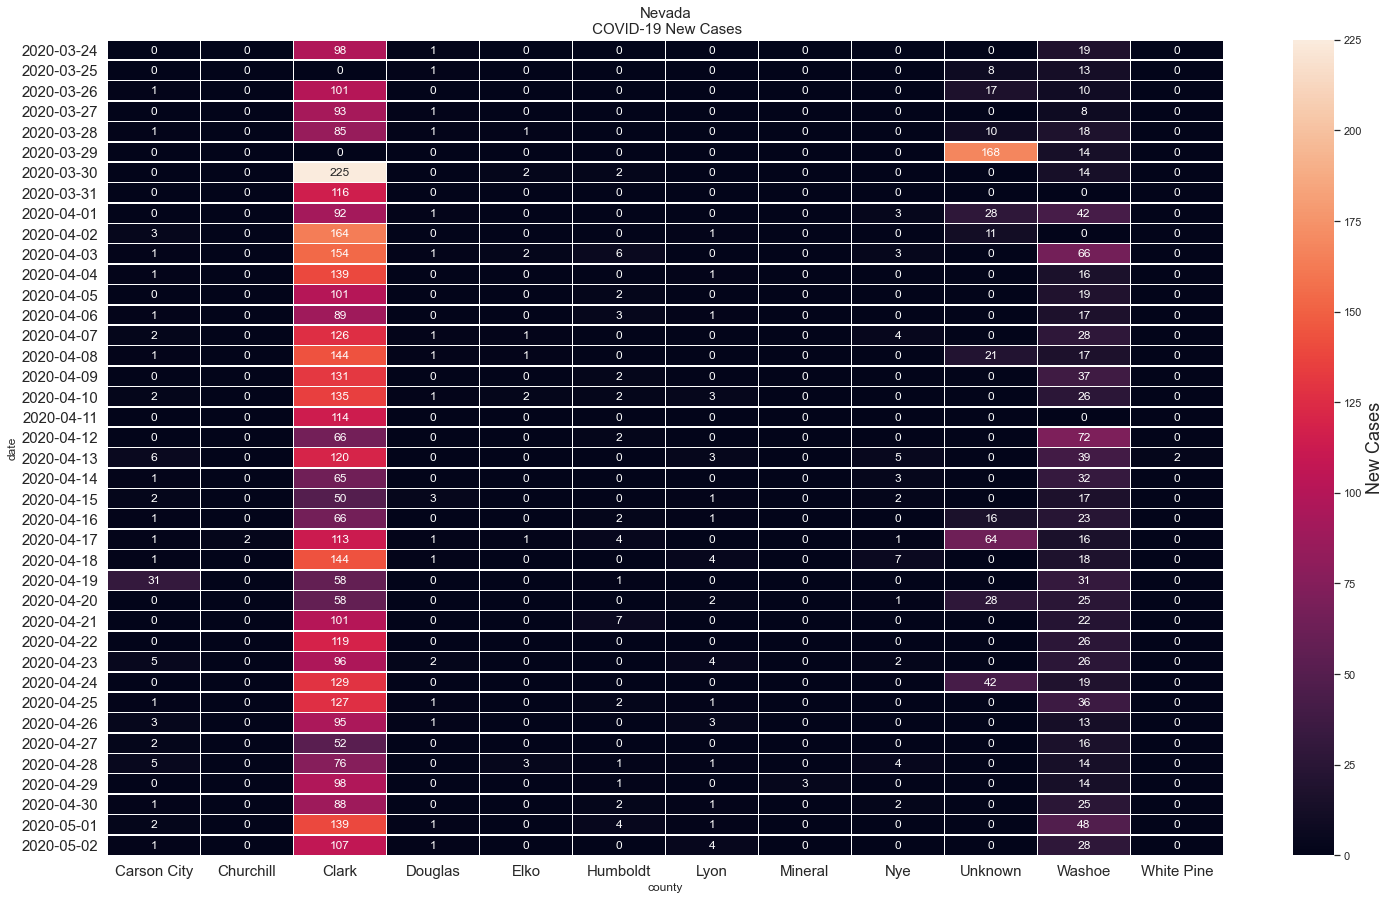 Nevada
COVID-19 New Cases
2020-03-24 0 0 98 1 0 0 0 0 0 0 19 0
2020-03-25 0 0 0 1 0 0 0 0 0 8 13 0
2020-03-26 1 0 101 0 0 0 0 0 0 17 10 0
2020-03-27 0 0 93 1 0 0 0 0 0 0 8 0
2020-03-28 1 0 85 1 1 0 0 0 0 10 18 0
2020-03-29 0 0 0 0 0 0 0 0 0 168 14 0
2020-03-30 0 0 225 0 2 2 0 0 0 0 14 0
2020-03-31 0 0 116 0 0 0 0 0 0 0 0 0
2020-04-01 0 0 92 1 0 0 0 0 3 28 42 0
2020-04-02 3 0 164 0 0 0 1 0 0 11 0 0
2020-04-03 1 0 154 1 2 6 0 0 3 0 66 0
2020-04-04 1 0 139 0 0 0 1 0 0 0 16 0
2020-04-05 0 0 101 0 0 2 0 0 0 0 19 0
2020-04-06 1 0 89 0 0 3 1 0 0 0 17 0
2020-04-07 2 0 126 1 1 0 0 0 4 0 28 0
2020-04-08 1 0 144 1 1 0 0 0 0 21 17 0
2020-04-09 0 0 131 0 0 2 0 0 0 0 37 0
2020-04-10 2 0 135 1 2 2 3 0 0 0 26 0
2020-04-11 0 0 114 0 0 0 0 0 0 0 0 0
2020-04-12 0 0 66 0 0 2 0 0 0 0 72 0
2020-04-13 6 0 120 0 0 0 3 0 5 0 39 2
2020-04-14 1 0 65 0 0 0 0 0 3 0 32 0
2020-04-15 2 0 50 3 0 0 1 0 2 0 17 0
2020-04-16 1 0 66 0 0 2 1 0 0 16 23 0
2020-04-17 1 2 113 1 1 4 0 0 1 64 16 0
2020-04-18 1 0 144 1 0 0 4 0 7 0 18 0
2020-04-19 31 0 58 0 0 1 0 0 0 0 31 0
2020-04-20 0 0 58 0 0 0 2 0 1 28 25 0
2020-04-21 0 0 101 0 0 7 0 0 0 0 22 0
2020-04-22 0 0 119 0 0 0 0 0 0 0 26 0
2020-04-23 5 0 96 2 0 0 4 0 2 0 26 0
2020-04-24 0 0 129 0 0 0 0 0 0 42 19 0
2020-04-25 1 0 127 1 0 2 1 0 0 0 36 0
2020-04-26 3 0 95 1 0 0 3 0 0 0 13 0
2020-04-27 2 0 52 0 0 0 0 0 0 0 16 0
2020-04-28 5 0 76 0 3 1 1 0 4 0 14 0
2020-04-29 0 0 98 0 0 1 0 3 0 0 14 0
2020-04-30 1 0 88 0 0 2 1 0 2 0 25 0
2020-05-01 2 0 139 1 0 4 1 0 0 0 48 0
2020-05-02 1 0 107 1 0 0 4 0 0 0 28 0
Carson City Churchill Clark Douglas Elko Humboldt Lyon Mineral Nye Unknown Washoe White Pine
county
date
225
200
175
150
125
100
75
50
25
0
New Cases